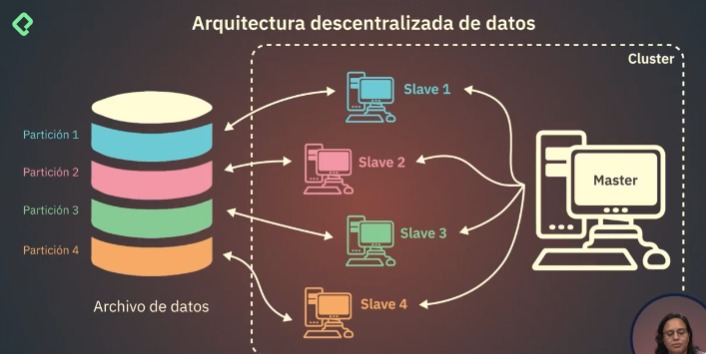 Arquitectura descentralizada de datos
Cluster
Partición 1
Partición 2
Partición 3
Partición 4
Archivo de datos
Slave 1
Slave 2
Slave 3
Slave 4
Master